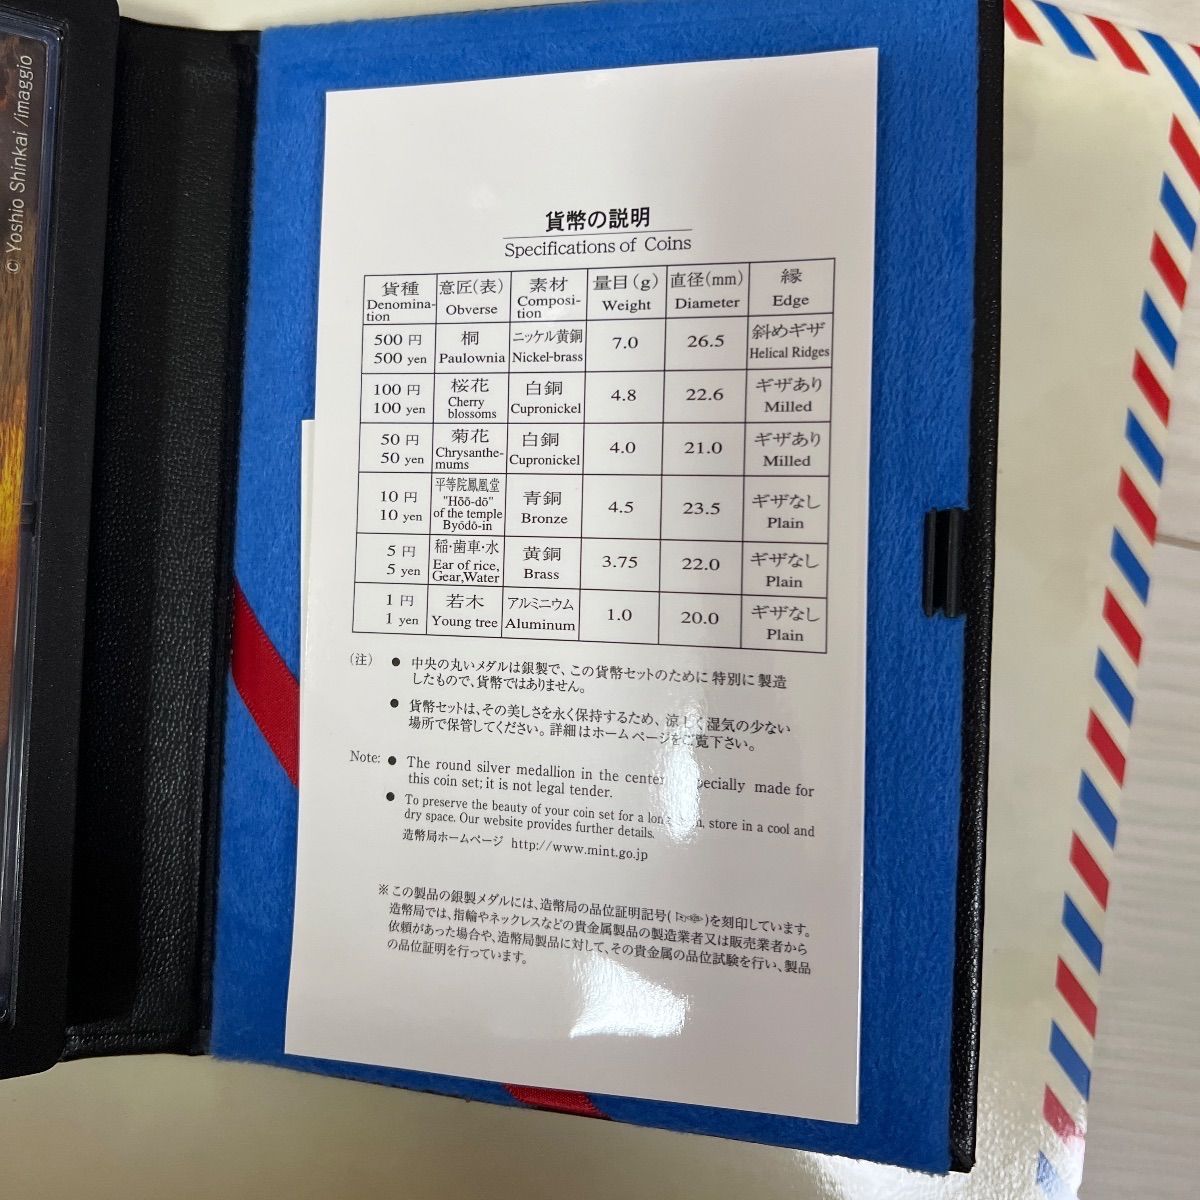 © Yoshio Shinkai /imaggio
貨幣の説明
Specifications of Coins
貨種 意匠(表) 素材 量目(g) 直径(mm) 縁
Denomina-tion Obverse Composi-tion Weight Diameter Edge
500 円 桐 ニッケル黄銅 7.0 26.5 斜めギザ
500 yen Paulownia Nickel-brass Helical Ridges
100 円 桜花 白銅 4.8 22.6 ギザあり
100 yen Cherry blossoms Cupronickel Milled
50 円 菊花 白銅 4.0 21.0 ギザあり
50 yen Chrysanthe-mums Cupronickel Milled
10 円 平等院鳳凰堂 青銅 4.5 23.5 ギザなし
10 yen "Hōō-dō" of the temple Byōdō-in Bronze Plain
5 円 稲・歯車・水 黄銅 3.75 22.0 ギザなし
5 yen Ear of rice, Gear,Water Brass Plain
1 円 若木 アルミニウム 1.0 20.0 ギザなし
1 yen Young tree Aluminum Plain
(注) ● 中央の丸いメダルは銀製で、この貨幣セットのために特別に製造
したもので、貨幣ではありません。
● 貨幣セットは、その美しさを永く保持するため、涼しく湿気の少ない
場所で保管してください。詳細はホームページをご覧下さい。
Note: ● The round silver medallion in the center made for
this coin set; it is not legal tender.
● To preserve the beauty of your coin set for a store in a cool and
dry space. Our website provides further details.
造幣局ホームページ http://www.mint.go.jp
※この製品の銀製メダルには、造幣局の品位証明記号( )を刻印しています。
造幣局では、指輪やネックレスなどの貴金属製品の製造業者又は販売業者から
依頼があった場合や、造幣局製品に対して、その貴金属の品位試験を行い、製品
の品位証明を行っています。